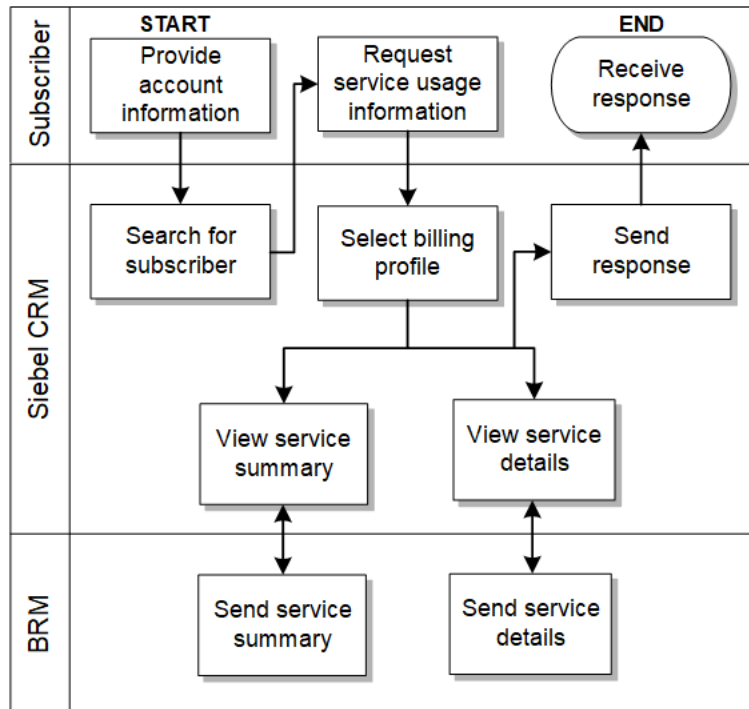 START
Provide
account
information
Request
service usage
information
END
Receive
response
Subscriber
Search for
subscriber
Select billing
profile
Send
response
View service
summary
View service
details
Siebel CRM
Send service
summary
Send service
details
BRM